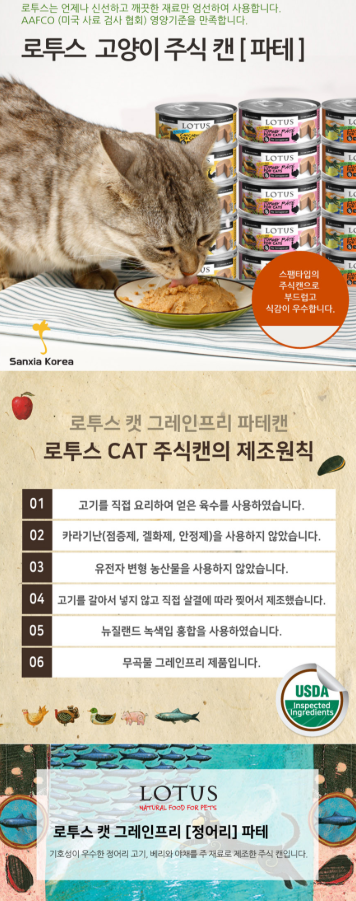 로투스는 언제나 신선하고 깨끗한 재료만 엄선하여 사용합니다.
AAFCO (미국 사료 검사 협회) 영양기준을 만족합니다.
로투스 고양이 주식 캔 [ 파테 ]
LOTUS
LOTUS
LOTUS
LOTUS
LOTUS
스팸타입의
주식캔으로
부드럽고
식감이 우수합니다.
Sanxia Korea
로투스 캣 그레인프리 파테캔
로투스 CAT 주식캔의 제조원칙
01 고기를 직접 요리하여 얻은 육수를 사용하였습니다.
02 카라기난(점증제, 겔화제, 안정제)을 사용하지 않았습니다.
03 유전자 변형 농산물을 사용하지 않았습니다.
04 고기를 갈아서 넣지 않고 직접 살결에 따라 찢어서 제조했습니다.
05 뉴질랜드 녹색입 홍합을 사용하였습니다.
06 무곡물 그레인프리 제품입니다.
USDA
Inspected
Ingredients
LOTUS
NATURAL FOOD FOR PETS
로투스 캣 그레인프리 [정어리] 파테
기호성이 우수한 정어리 고기, 베리와 야채를 주 재료로 제조한 주식 캔입니다.